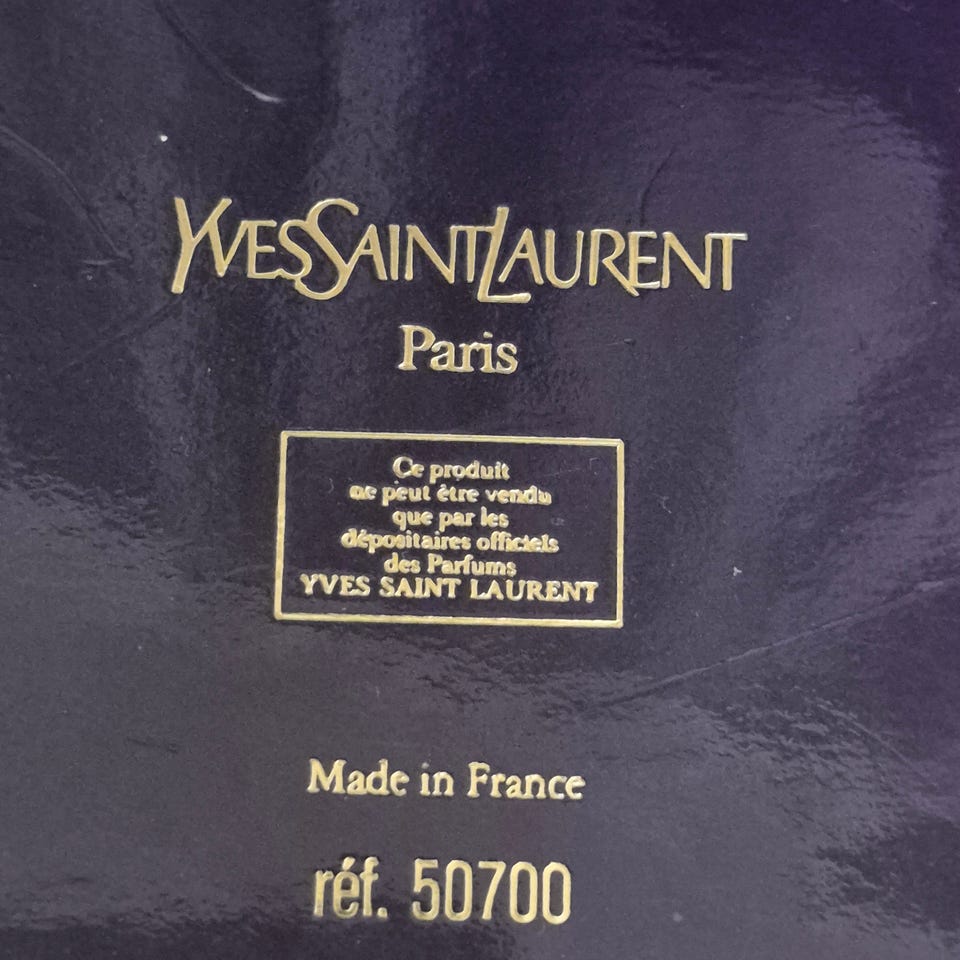 YVESSAINTLAURENT
Paris
Ce produit
ne peut être vendu
que par les
dépositaires officiels
des Parfums
YVES SAINT LAURENT
Made in France
réf. 50700